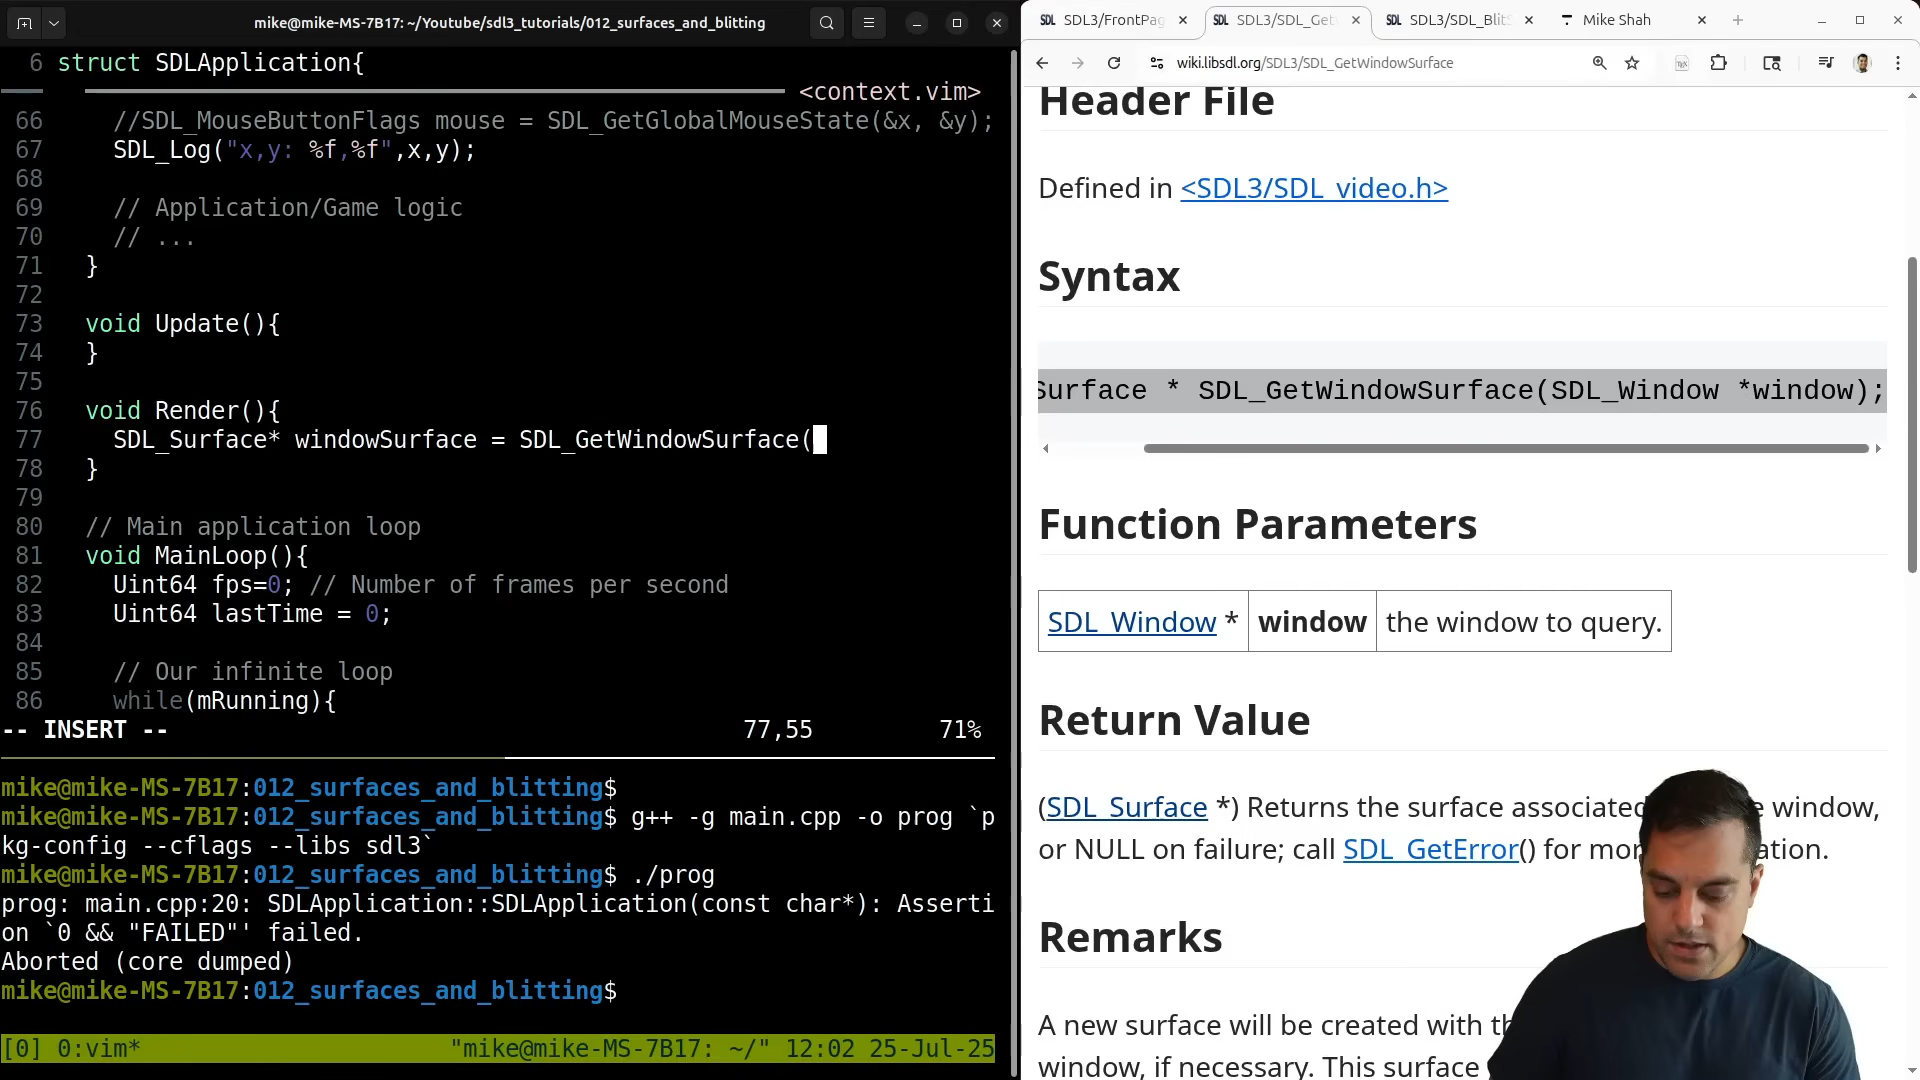 mike@mike-MS-7B17: ~/Youtube/sdl3_tutorials/012_surfaces_and_blitting
6 struct SDLApplication{
<context.vim>
66 //SDL_MouseButtonFlags mouse = SDL_GetGlobalMouseState(&x, &y);
67 SDL_Log("x,y: %f,%f",x,y);
68
69 // Application/Game logic
70 // ...
71 }
72
73 void Update(){
74 }
75
76 void Render(){
77 SDL_Surface* windowSurface = SDL_GetWindowSurface(
78 }
79
80 // Main application loop
81 void MainLoop(){
82 Uint64 fps=0; // Number of frames per second
83 Uint64 lastTime = 0;
84
85 // Our infinite loop
86 while(mRunning){
-- INSERT -- 77,55 71%
mike@mike-MS-7B17:012_surfaces_and_blitting$
mike@mike-MS-7B17:012_surfaces_and_blitting$ g++ -g main.cpp -o prog `p
kg-config --cflags --libs sdl3`
mike@mike-MS-7B17:012_surfaces_and_blitting$ ./prog
prog: main.cpp:20: SDLApplication::SDLApplication(const char*): Asserti
on `0 && "FAILED"' failed.
Aborted (core dumped)
mike@mike-MS-7B17:012_surfaces_and_blitting$
[0] 0:vim* "mike@mike-MS-7B17: ~/" 12:02 25-Jul-25
SDL SDL3/FrontPag SDL SDL3/SDL_Get SDL SDL3/SDL_Blit Mike Shah
wiki.libsdl.org/SDL3/SDL_GetWindowSurface
Header File
Defined in <SDL3/SDL_video.h>
Syntax
Surface * SDL_GetWindowSurface(SDL_Window *window);
Function Parameters
SDL_Window * window the window to query.
Return Value
(SDL_Surface *) Returns the surface associated window,
or NULL on failure; call SDL_GetError() for
Remarks
A new surface will be created with
window, if necessary. This surface